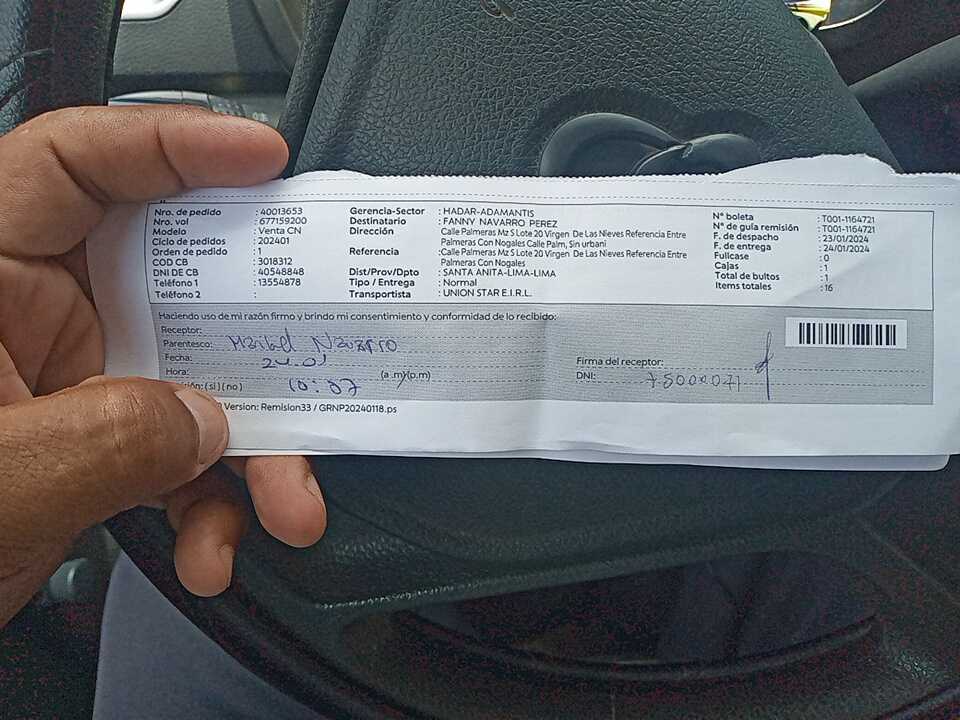 Nro. de pedido : 40013653
Nro. vol : 677159200
Modelo : Venta CN
Ciclo de pedidos : 202401
Orden de pedido : 1
COD CB : 3018312
DNI DE CB : 40548848
Teléfono 1 : 13554878
Teléfono 2 :
Gerencia-Sector : HADAR-ADAMANTIS
Destinatario : FANNY NAVARRO PEREZ
Dirección Calle Palmeras Mz S Lote 20 Virgen De Las Nieves Referencia Entre
Palmeras Con Nogales Calle Palm, Sin urbani
Referencia :Calle Palmeras Mz S Lote 20 Virgen De Las Nieves Referencia Entre
Palmeras Con Nogales
Dist/Prov/Dpto : SANTA ANITA-LIMA-LIMA
Tipo / Entrega : Normal
Transportista : UNION STAR E.I.R.L.
N° boleta : T001-1164721
N° de guía remisión : T001-1164721
F. de despacho : 23/01/2024
F. de entrega : 24/01/2024
Fullcase : 0
Cajas : 1
Total de bultos : 1
Items totales : 16
Haciendo uso de mi razón firmo y brindo mi consentimiento y conformidad de lo recibido:
Receptor:
Parentesco: Maribel Navarro
Fecha: 24.01
Hora: 10:07 (a.m)(p.m)
(si)(no)
Firma del receptor:
DNI:
Version: Remision33 / GRNP20240118.ps